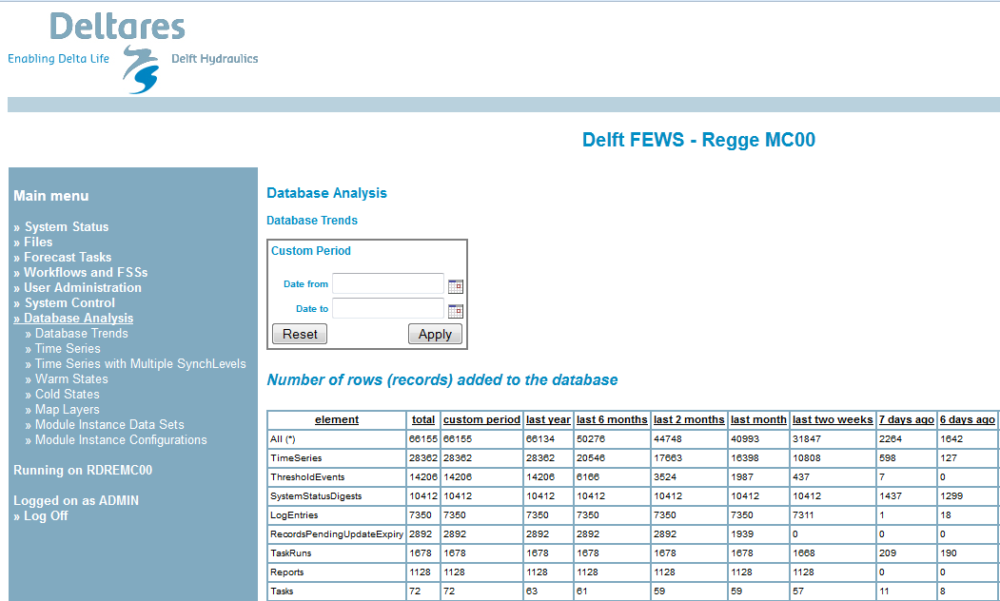 Deltares
Enabling Delta Life Delft Hydraulics
Delft FEWS - Regge MC00
Main menu
» System Status
» Files
» Forecast Tasks
» Workflows and FSSs
» User Administration
» System Control
» Database Analysis
» Database Trends
» Time Series
» Time Series with Multiple SynchLevels
» Warm States
» Cold States
» Map Layers
» Module Instance Data Sets
» Module Instance Configurations
Running on RDREMC00
Logged on as ADMIN
» Log Off
Database Analysis
Database Trends
Custom Period
Date from
Date to
Reset Apply
Number of rows (records) added to the database
element total custom period last year last 6 months last 2 months last month last two weeks 7 days ago 6 days ago
All (*) 66155 66155 66134 50276 44748 40993 31847 2264 1642
TimeSeries 28362 28362 28362 20546 17663 16398 10808 598 127
ThresholdEvents 14206 14206 14206 6166 3524 1987 437 7 0
SystemStatusDigests 10412 10412 10412 10412 10412 10412 10412 1437 1299
LogEntries 7350 7350 7350 7350 7350 7350 7311 1 18
RecordsPendingUpdateExpiry 2892 2892 2892 2892 2892 1939 0 0 0
TaskRuns 1678 1678 1678 1678 1678 1678 1668 209 190
Reports 1128 1128 1128 1128 1128 1128 1128 0 0
Tasks 72 72 63 61 59 59 57 11 8